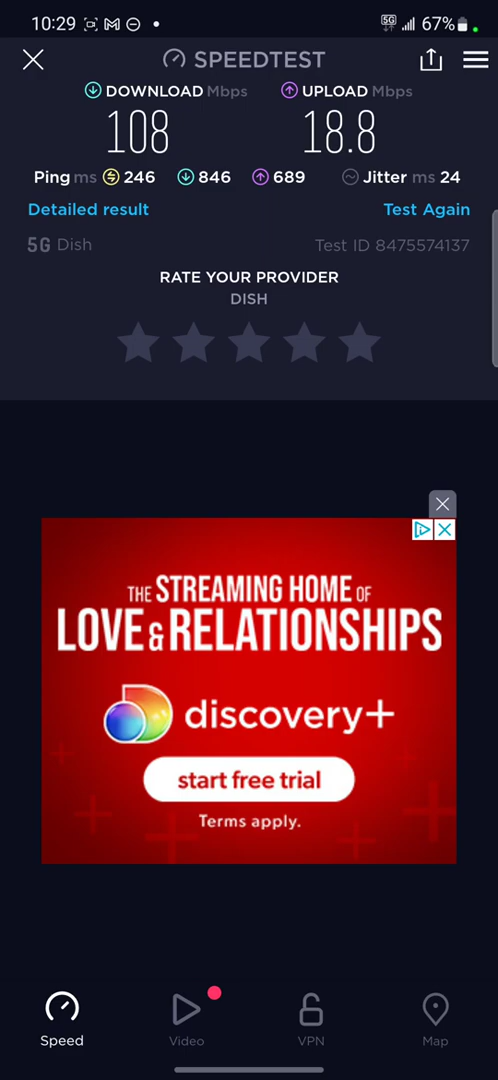 10:29 5G 67%
SPEEDTEST
DOWNLOAD Mbps UPLOAD Mbps
108 18.8
Ping ms 246 846 689 Jitter ms 24
Detailed result Test Again
5G Dish Test ID 8475574137
RATE YOUR PROVIDER
DISH
THE STREAMING HOME OF
LOVE & RELATIONSHIPS
discovery+
start free trial
Terms apply.
Speed Video VPN Map